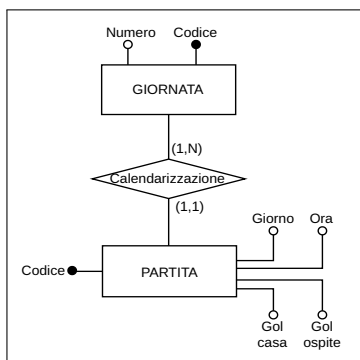 Numero Codice
GIORNATA
(1,N)
Calendarizzazione
(1,1)
Giorno Ora
Codice
PARTITA
Gol casa
Gol ospite